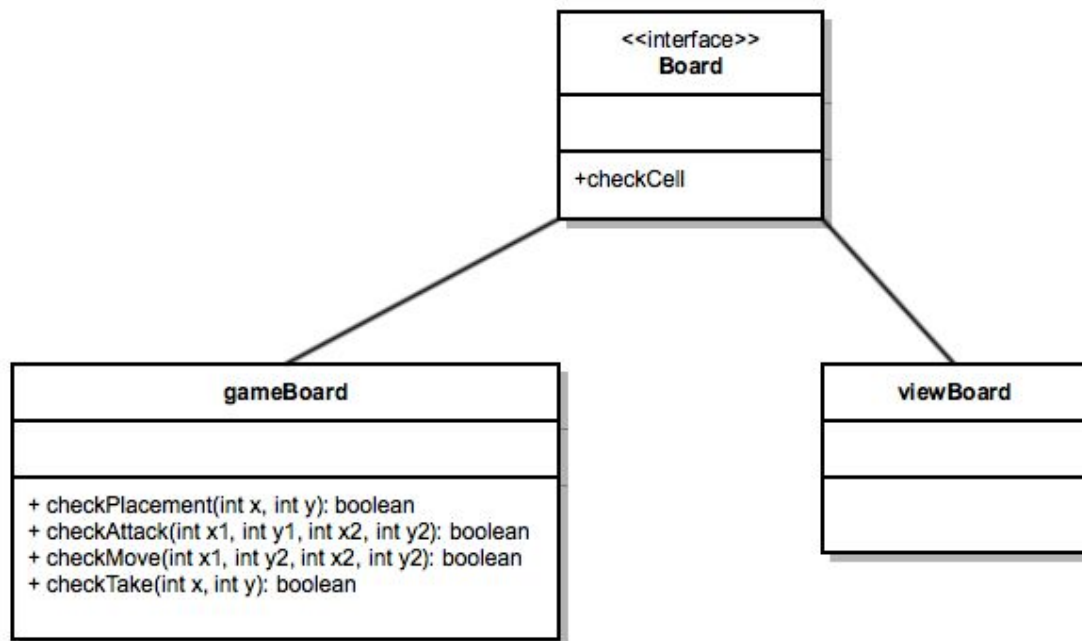 <<interface>>
Board
+checkCell
gameBoard
+ checkPlacement(int x, int y): boolean
+ checkAttack(int x1, int y1, int x2, int y2): boolean
+ checkMove(int x1, int y2, int x2, int y2): boolean
+ checkTake(int x, int y): boolean
viewBoard